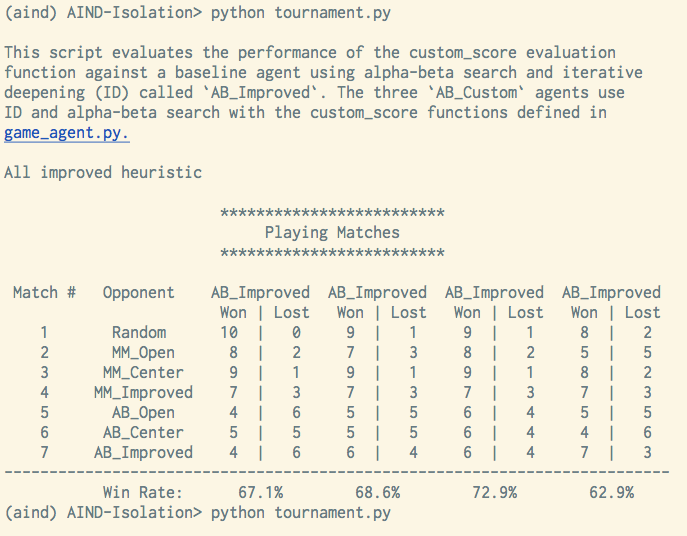 (aind) AIND-Isolation> python tournament.py
This script evaluates the performance of the custom_score evaluation
function against a baseline agent using alpha-beta search and iterative
deepening (ID) called `AB_Improved`. The three `AB_Custom` agents use
ID and alpha-beta search with the custom_score functions defined in
game_agent.py.
All improved heuristic
*************************
Playing Matches
*************************
Match # Opponent AB_Improved AB_Improved AB_Improved AB_Improved
Won | Lost Won | Lost Won | Lost Won | Lost
1 Random 10 | 0 9 | 1 9 | 1 8 | 2
2 MM_Open 8 | 2 7 | 3 8 | 2 5 | 5
3 MM_Center 9 | 1 9 | 1 9 | 1 8 | 2
4 MM_Improved 7 | 3 7 | 3 7 | 3 7 | 3
5 AB_Open 4 | 6 5 | 5 6 | 4 5 | 5
6 AB_Center 5 | 5 5 | 5 6 | 4 4 | 6
7 AB_Improved 4 | 6 6 | 4 6 | 4 7 | 3
--------------------------------------------------------------------------
Win Rate: 67.1% 68.6% 72.9% 62.9%
(aind) AIND-Isolation> python tournament.py